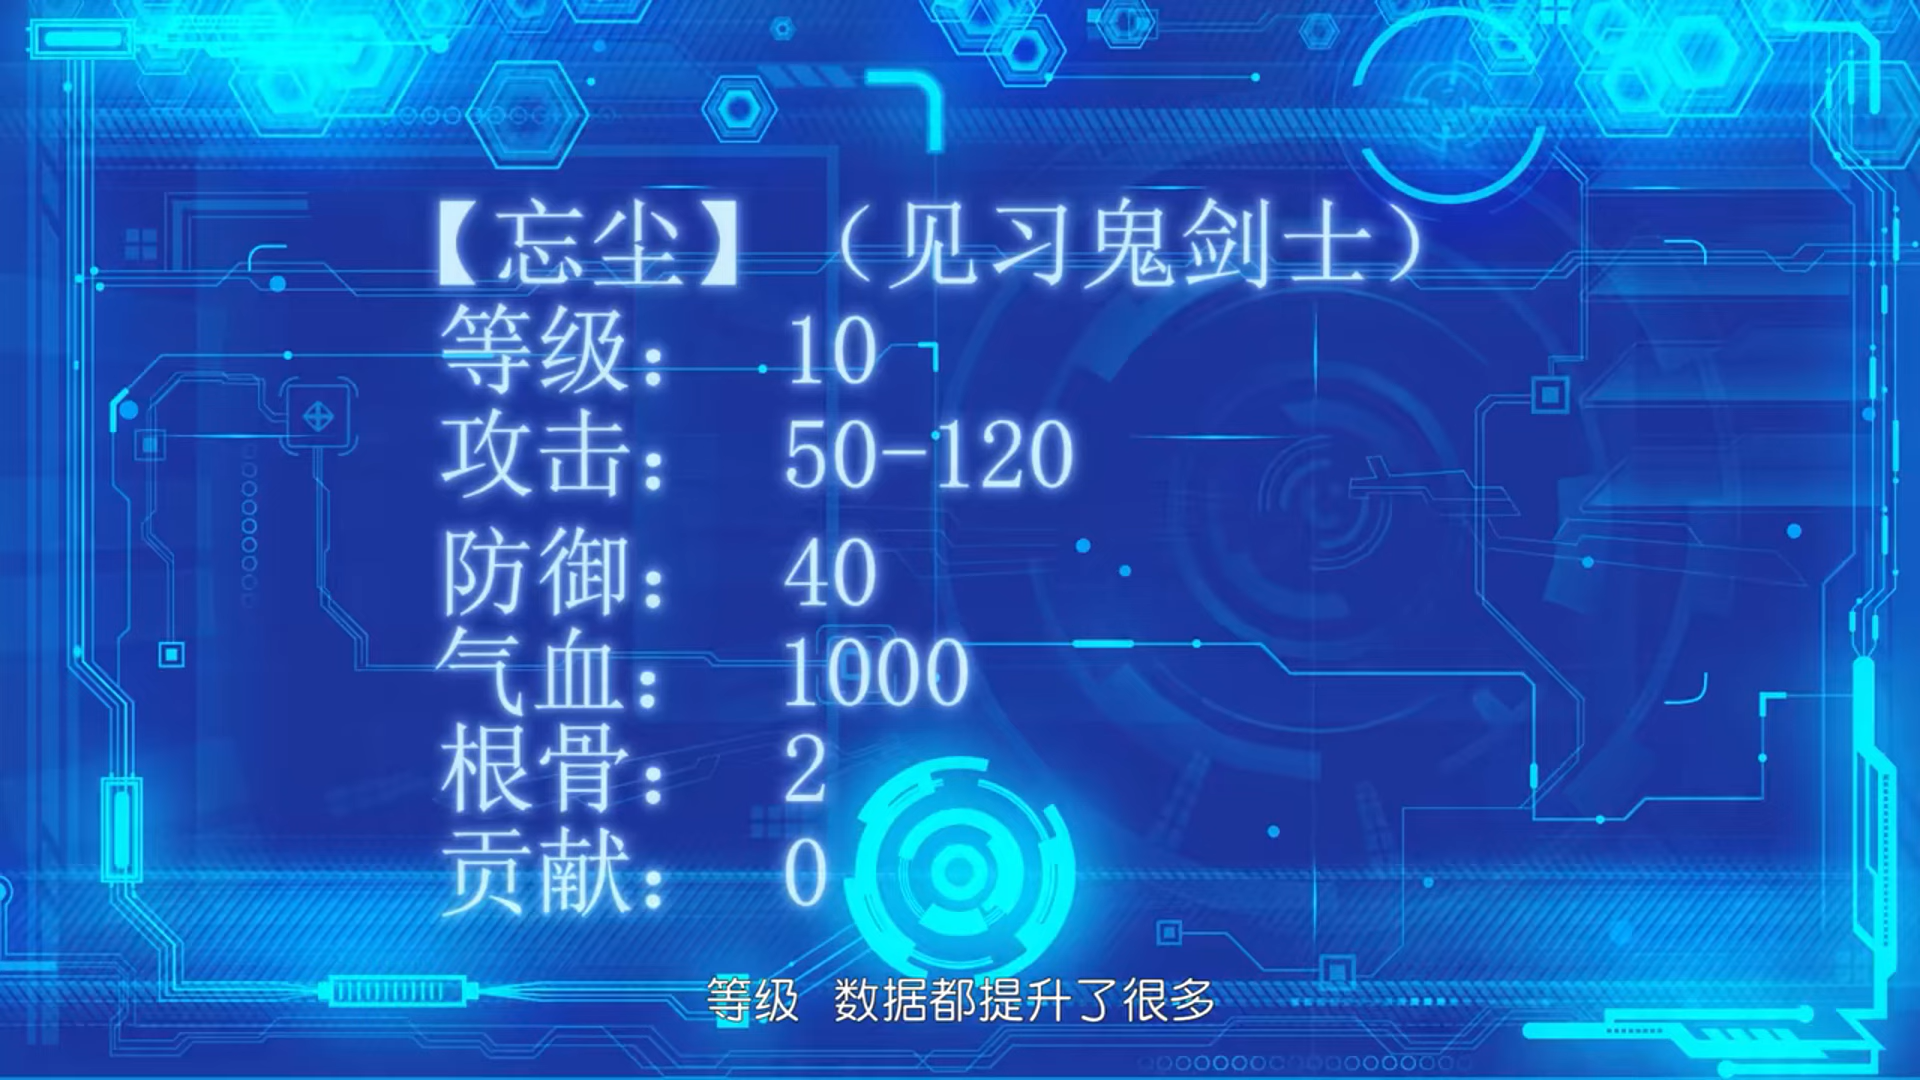 【忘尘】（见习鬼剑士）
等级： 10
攻击： 50-120
防御： 40
气血： 1000
根骨： 2
贡献： 0
等级 数据都提升了很多